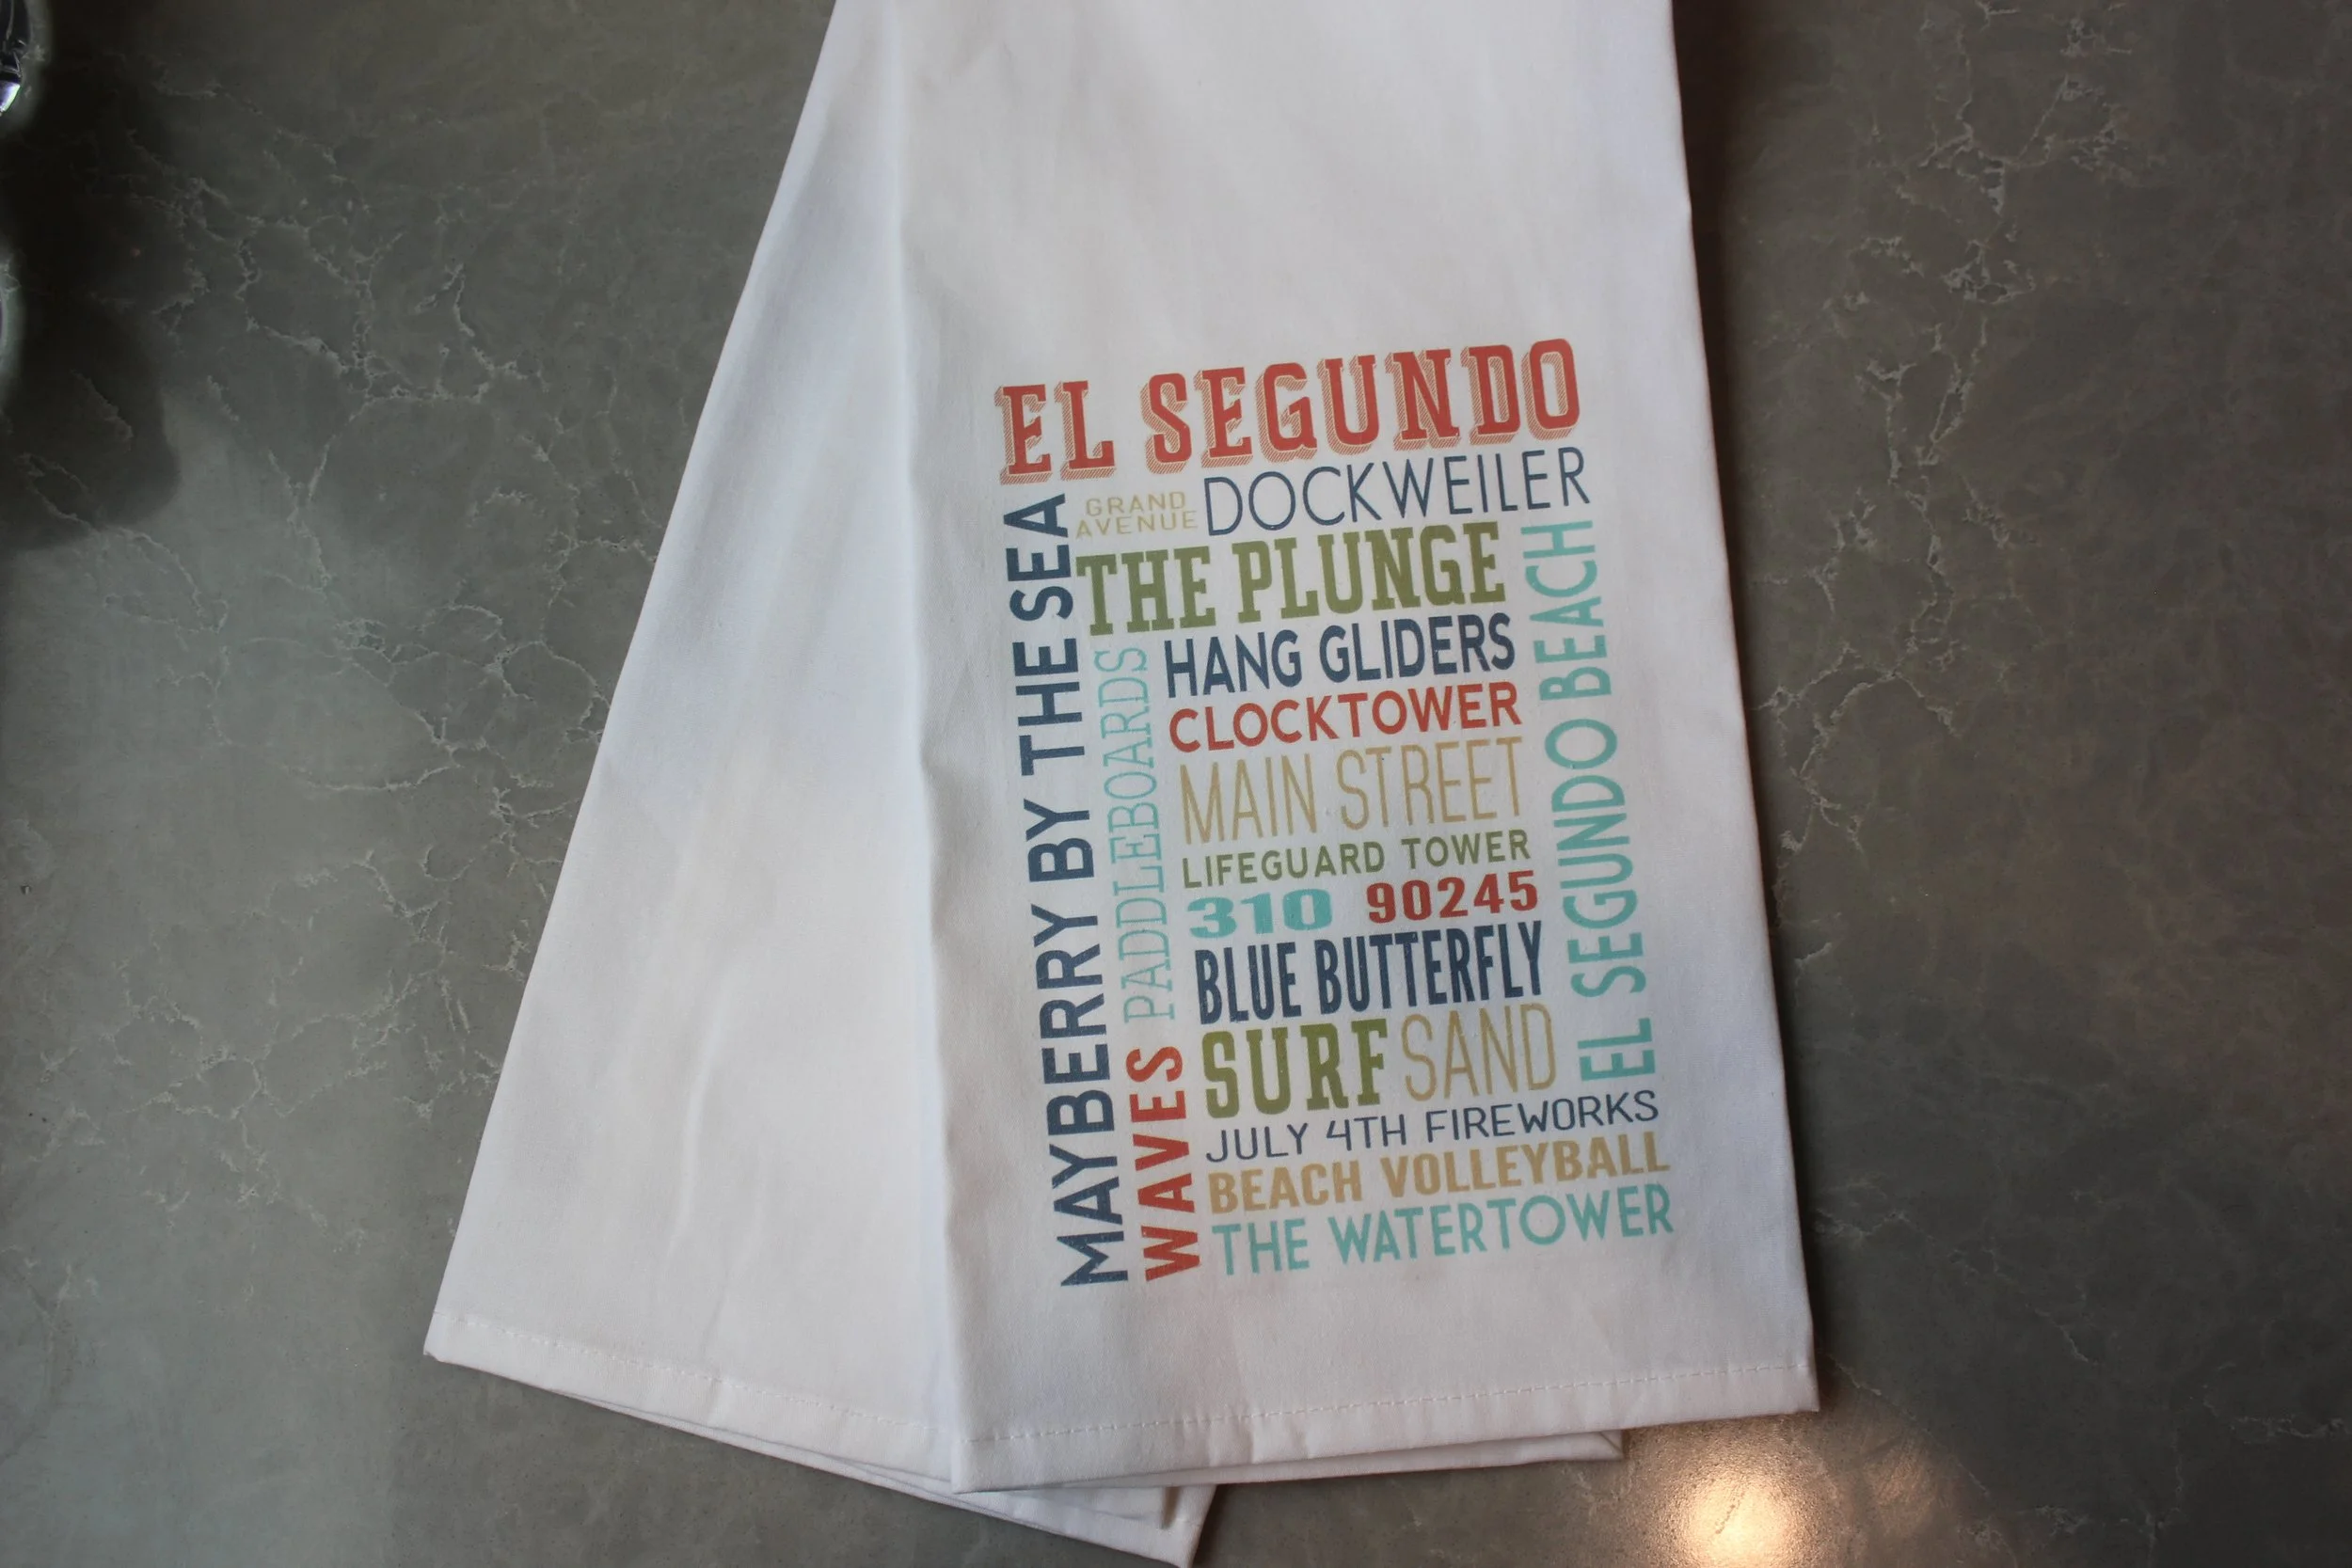 EL SEGUNDO
GRAND
AVENUE
DOCKWEILER
MAYBERRY BY THE SEA
THE PLUNGE
EL SEGUNDO BEACH
PADDLEBOARDS
HANG GLIDERS
CLOCKTOWER
MAIN STREET
LIFEGUARD TOWER
310 90245
BLUE BUTTERFLY
WAVES
SURF SAND
JULY 4TH FIREWORKS
BEACH VOLLEYBALL
THE WATERTOWER